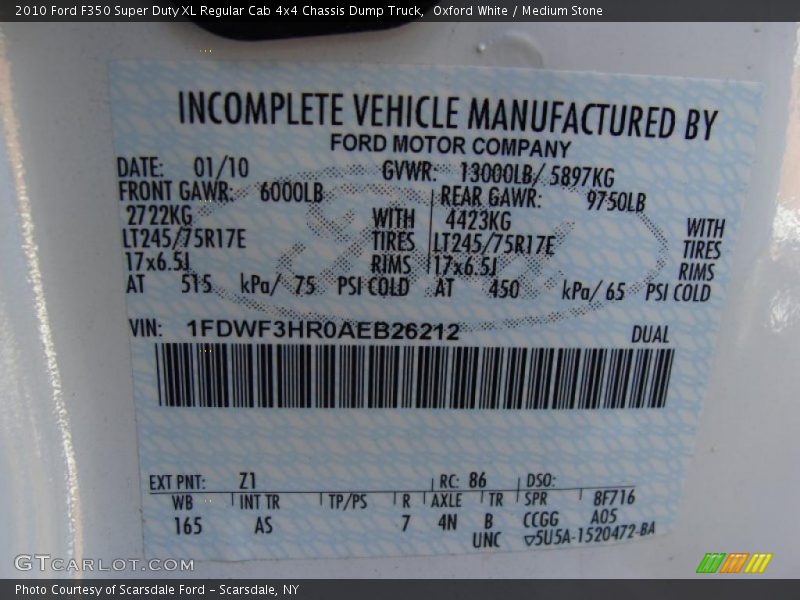 2010 Ford F350 Super Duty XL Regular Cab 4x4 Chassis Dump Truck, Oxford White / Medium Stone
INCOMPLETE VEHICLE MANUFACTURED BY
FORD MOTOR COMPANY
DATE: 01/10 GVWR: 13000LB/ 5897KG
FRONT GAWR: 6000LB REAR GAWR: 9750LB
2722KG WITH 4423KG WITH
LT245/75R17E TIRES LT245/75R17E TIRES
17x6.5J RIMS 17x6.5J RIMS
AT 515 kPa/ 75 PSI COLD AT 450 kPa/ 65 PSI COLD
VIN: 1FDWF3HR0AEB26212 DUAL
EXT PNT: Z1 RC: 86 DSO:
WB INT TR TP/PS R AXLE TR SPR 8F716
165 AS 7 4N B CCGG A05
UNC ▽5U5A-1520472-BA
GTCARLOT.COM
Photo Courtesy of Scarsdale Ford - Scarsdale, NY